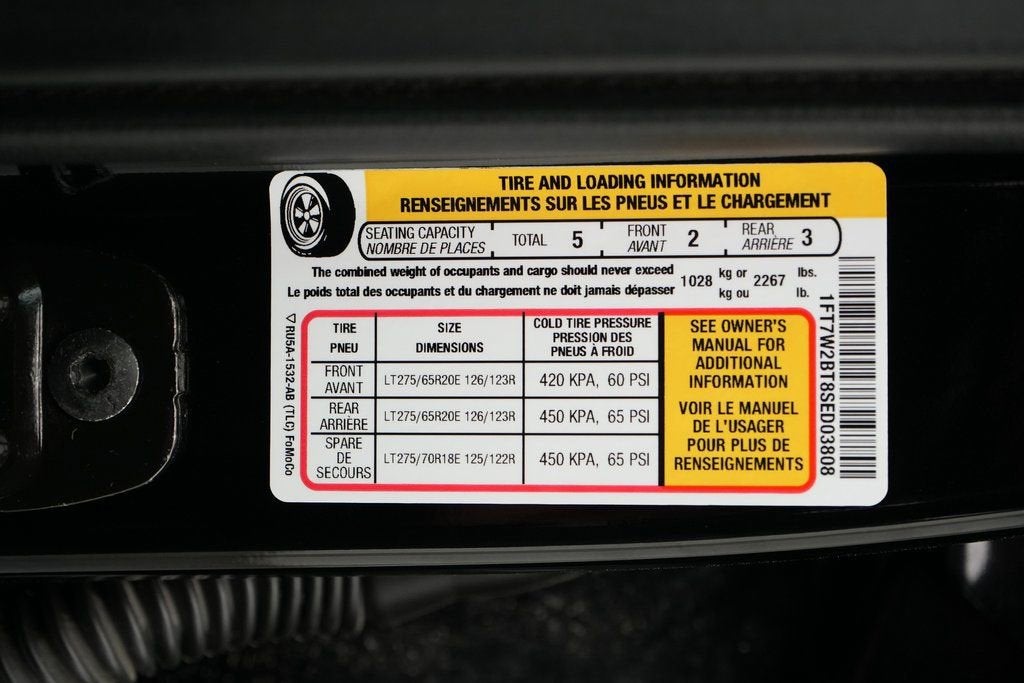 TIRE AND LOADING INFORMATION
RENSEIGNEMENTS SUR LES PNEUS ET LE CHARGEMENT
SEATING CAPACITY
NOMBRE DE PLACES
TOTAL 5
FRONT
AVANT
2
REAR
ARRIÈRE
3
The combined weight of occupants and cargo should never exceed
Le poids total des occupants et du chargement ne doit jamais dépasser
1028
kg or
kg ou
2267
lbs.
lb.
TIRE
PNEU
SIZE
DIMENSIONS
COLD TIRE PRESSURE
PRESSION DES
PNEUS À FROID
FRONT
AVANT
LT275/65R20E 126/123R
420 KPA, 60 PSI
REAR
ARRIÈRE
LT275/65R20E 126/123R
450 KPA, 65 PSI
SPARE
DE
SECOURS
LT275/70R18E 125/122R
450 KPA, 65 PSI
SEE OWNER'S
MANUAL FOR
ADDITIONAL
INFORMATION
VOIR LE MANUEL
DE L'USAGER
POUR PLUS DE
RENSEIGNEMENTS
▽ RU5A-1532-AB (TLC) FoMoCo
1FT7W2BT8SED03808